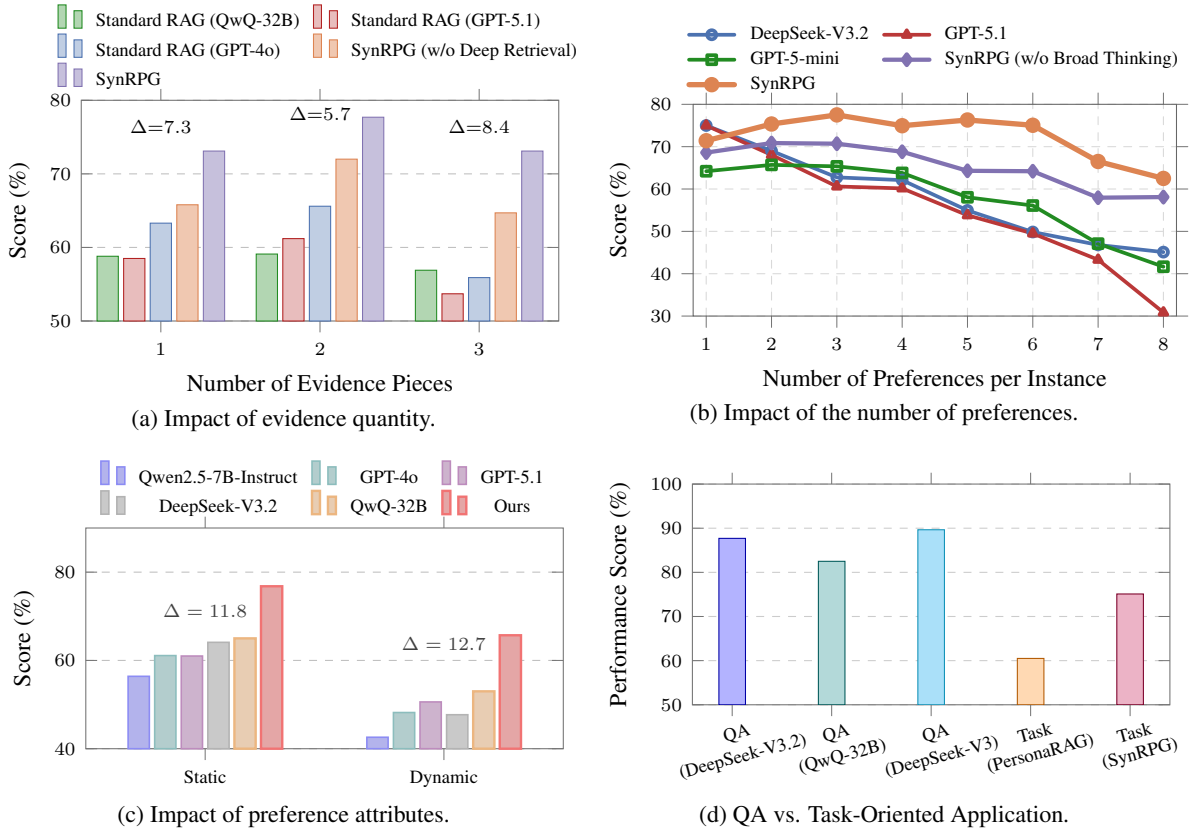 Standard RAG (QwQ-32B) Standard RAG (GPT-5.1)
Standard RAG (GPT-4o) SynRPG (w/o Deep Retrieval)
SynRPG
80
70
60
50
Score (%)
Δ=7.3
Δ=5.7
Δ=8.4
1 2 3
Number of Evidence Pieces
(a) Impact of evidence quantity.
DeepSeek-V3.2 GPT-5.1
GPT-5-mini SynRPG (w/o Broad Thinking)
SynRPG
80
70
60
50
40
30
Score (%)
1 2 3 4 5 6 7 8
Number of Preferences per Instance
(b) Impact of the number of preferences.
Qwen2.5-7B-Instruct GPT-4o GPT-5.1
DeepSeek-V3.2 QwQ-32B Ours
80
60
40
Score (%)
Δ = 11.8
Δ = 12.7
Static Dynamic
(c) Impact of preference attributes.
100
90
80
70
60
50
Performance Score (%)
QA
(DeepSeek-V3.2)
QA
(QwQ-32B)
QA
(DeepSeek-V3)
Task
(PersonaRAG)
Task
(SynRPG)
(d) QA vs. Task-Oriented Application.